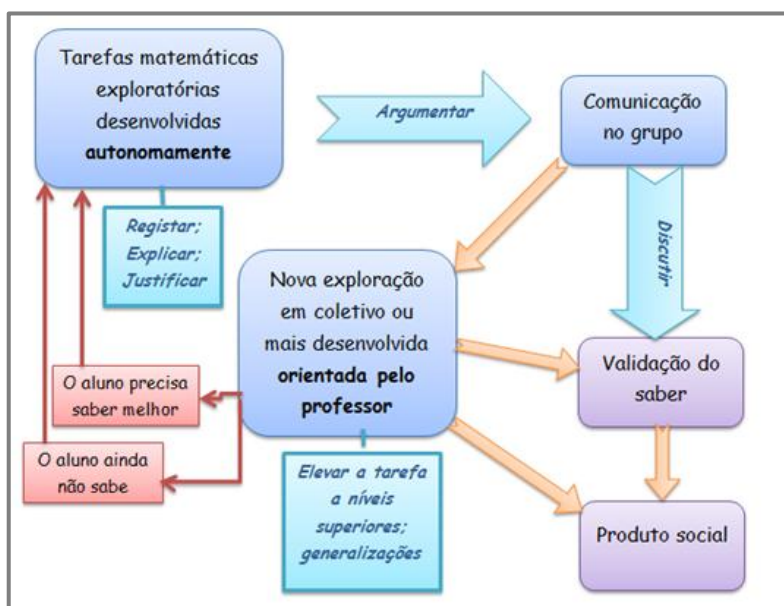 Tarefas matemáticas
exploratórias
desenvolvidas
autonomamente
Argumentar
Comunicação
no grupo
Registar;
Explicar;
Justificar
Discutir
Nova exploração
em coletivo ou
mais desenvolvida
orientada pelo
professor
Validação do
saber
O aluno precisa
saber melhor
O aluno ainda
não sabe
Elevar a tarefa
a níveis
superiores;
generalizações
Produto social